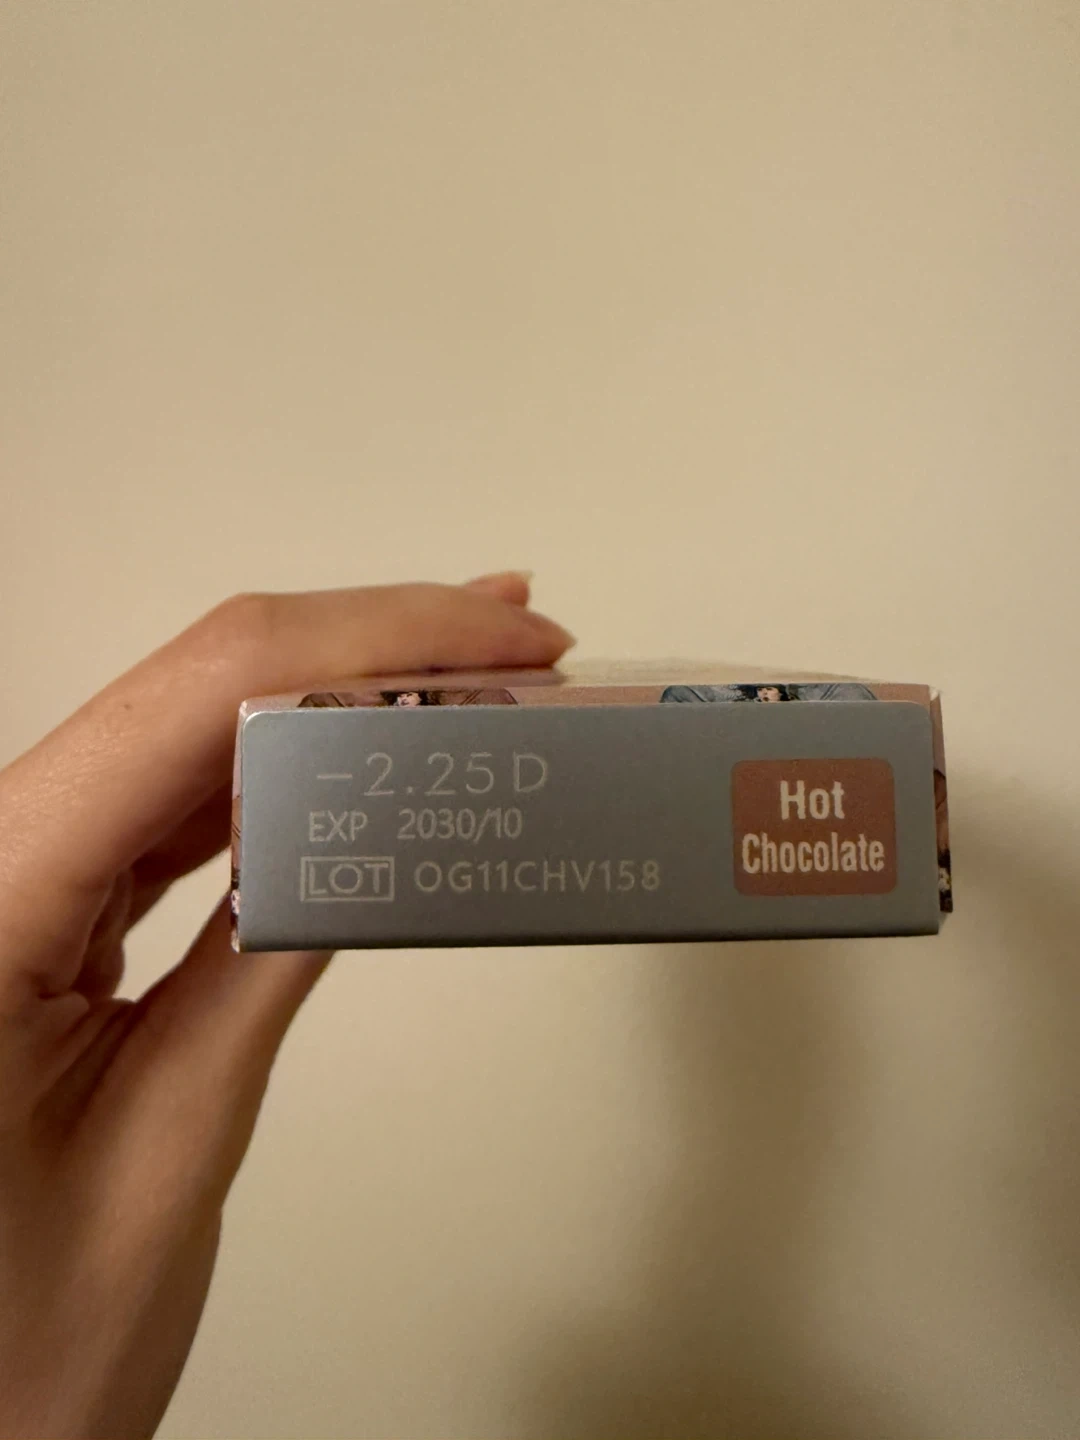 −2.25 D
EXP 2030/10
LOT OG11CHV158
Hot
Chocolate